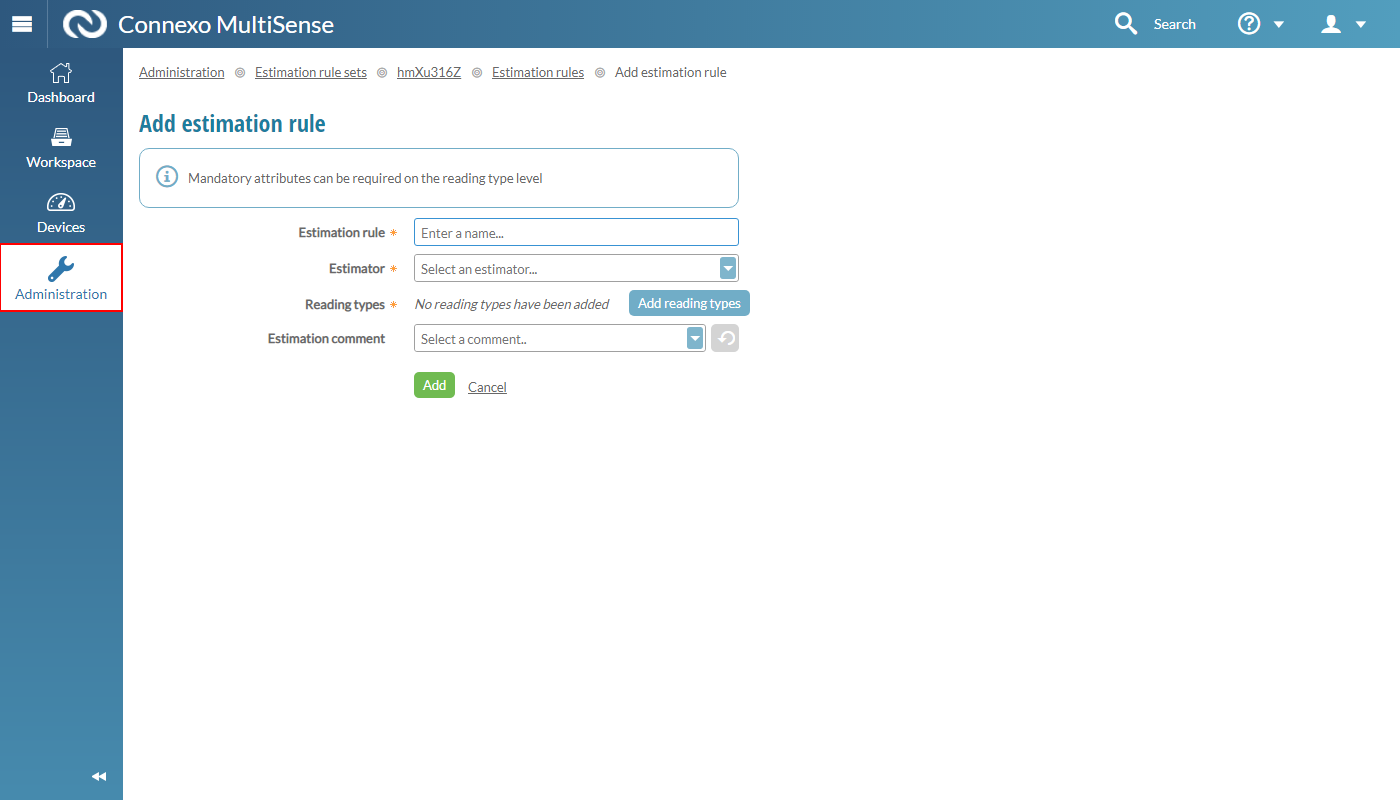 Connexo MultiSense
Search
Dashboard
Workspace
Devices
Administration
Administration Estimation rule sets hmXu316Z Estimation rules Add estimation rule
Add estimation rule
Mandatory attributes can be required on the reading type level
Estimation rule * Enter a name...
Estimator * Select an estimator...
Reading types * No reading types have been added Add reading types
Estimation comment Select a comment..
Add Cancel